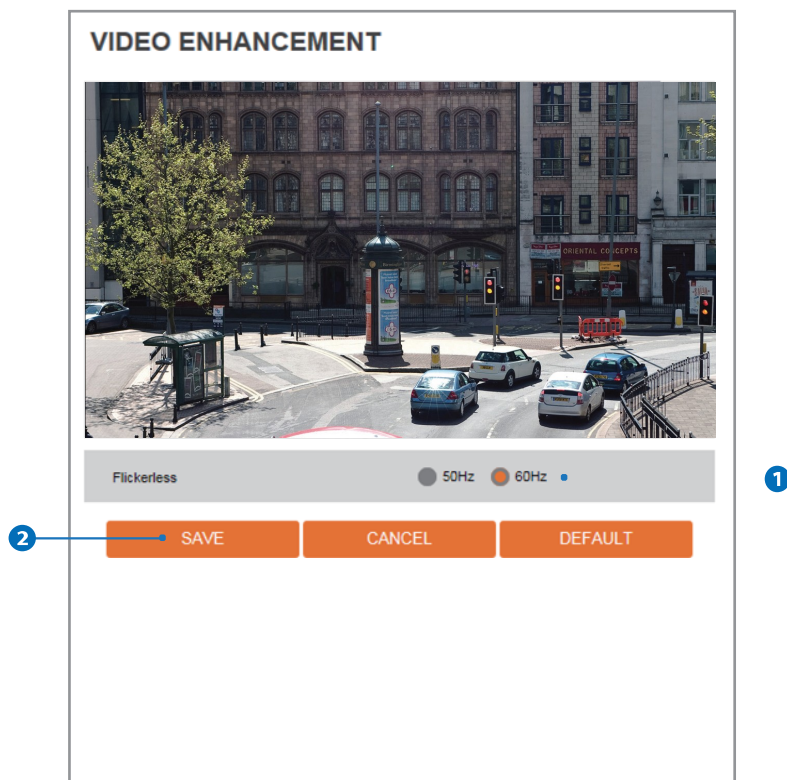 VIDEO ENHANCEMENT
ORIENTAL CONCEPTS
Flickerless 50Hz 60Hz
1
2
SAVE CANCEL DEFAULT